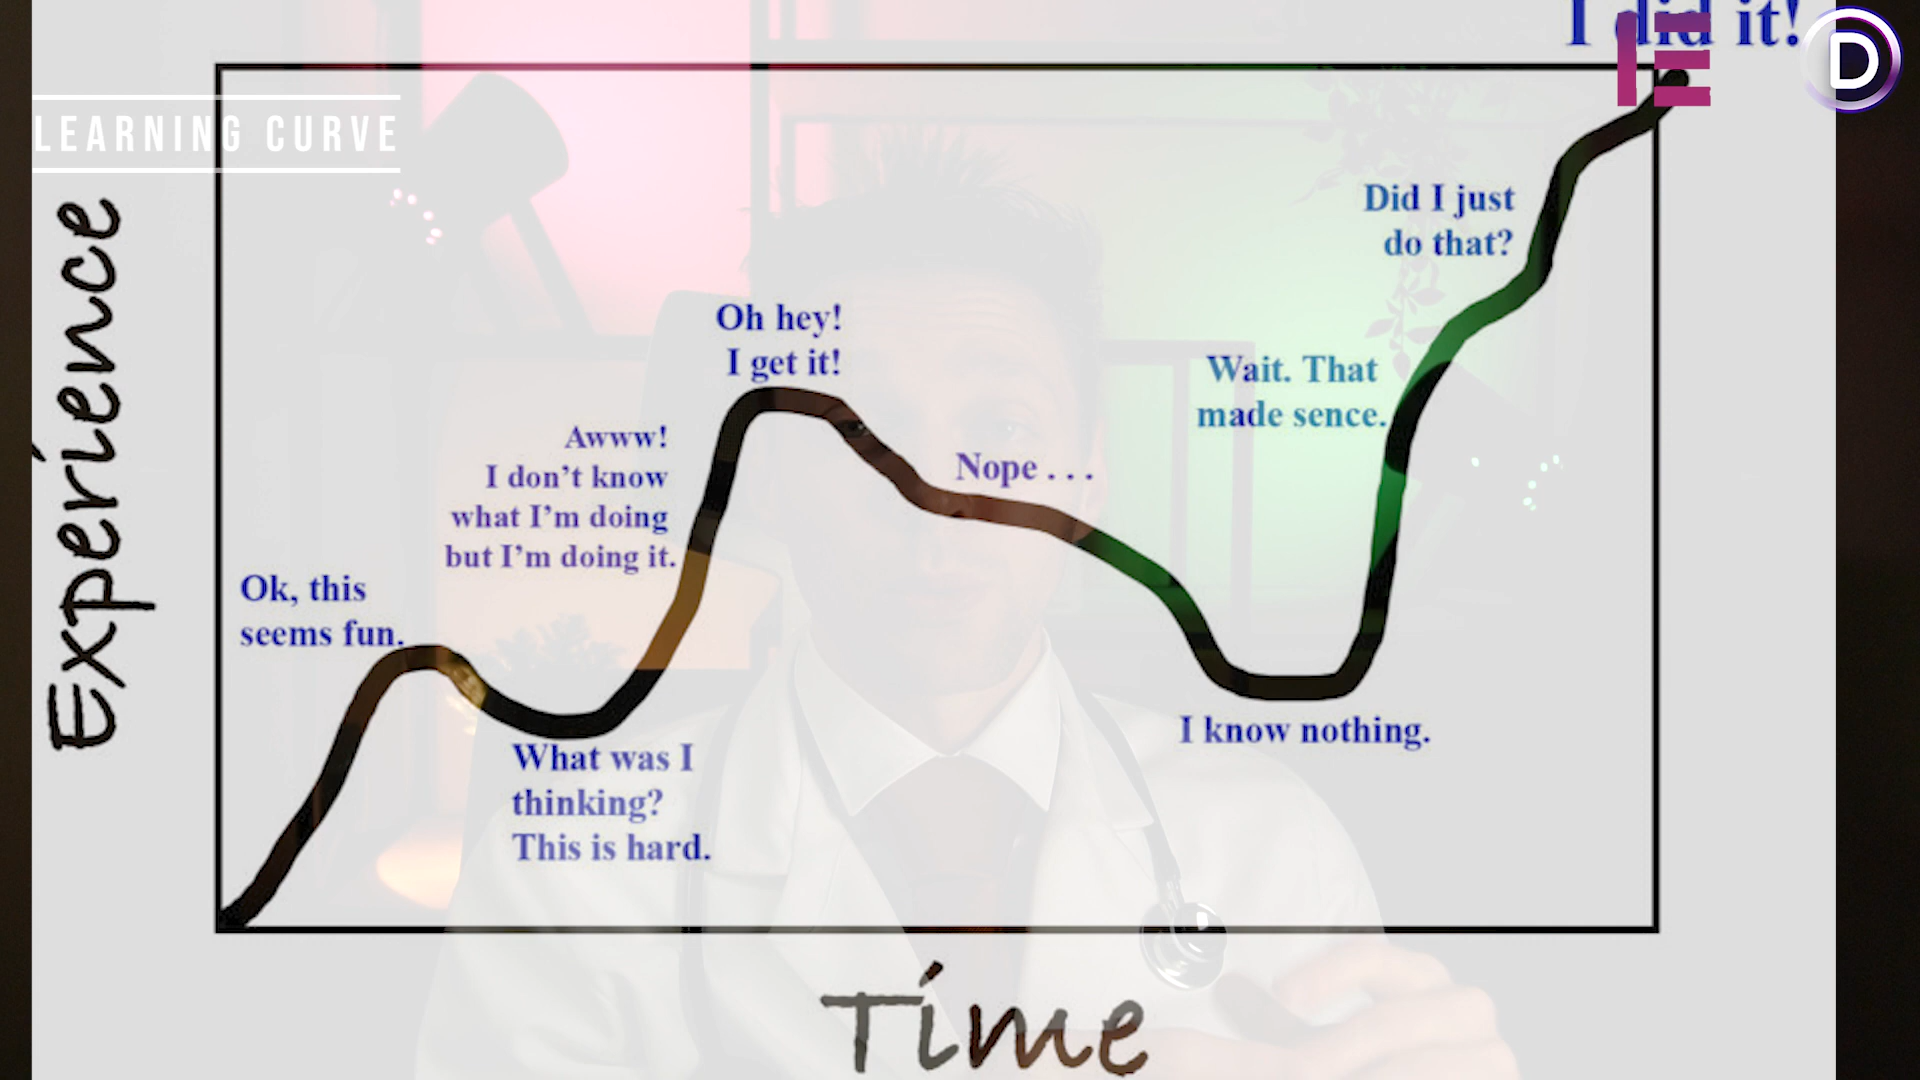 I did it!
D
LEARNING CURVE
Experience
Did I just
do that?
Oh hey!
I get it!
Wait. That
made sence.
Awww!
I don't know
what I'm doing
but I'm doing it.
Nope . . .
Ok, this
seems fun.
What was I
thinking?
This is hard.
I know nothing.
Time